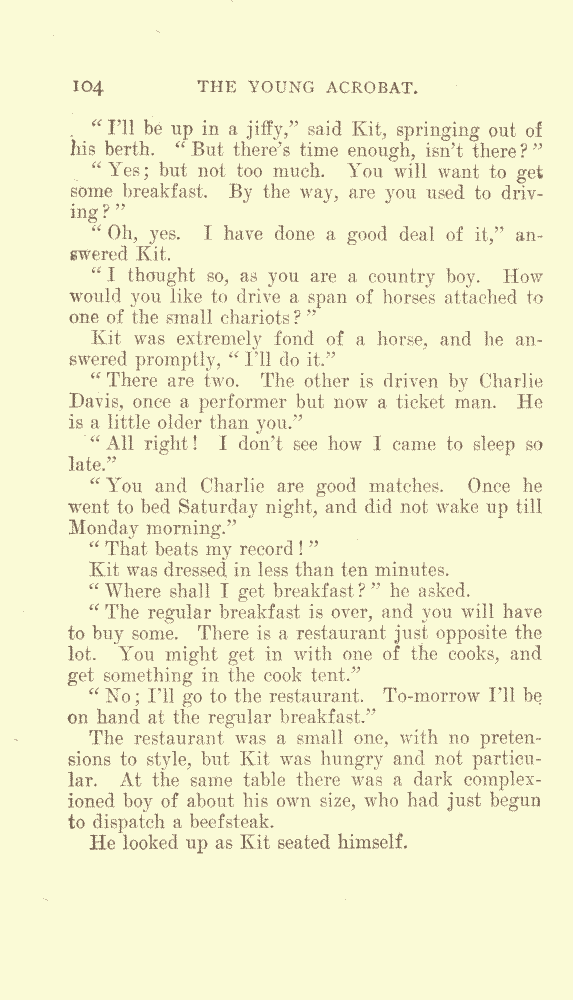 104 THE YOUNG ACROBAT.
“I’ll be up in a jiffy,” said Kit, springing out of
his berth. “But there’s time enough, isn’t there?”
“Yes; but not too much. You will want to get
some breakfast. By the way, are you used to driv-
ing?”
“Oh, yes. I have done a good deal of it,” an-
swered Kit.
“I thought so, as you are a country boy. How
would you like to drive a span of horses attached to
one of the small chariots?”
Kit was extremely fond of a horse, and he an-
swered promptly, “I’ll do it.”
“There are two. The other is driven by Charlie
Davis, once a performer but now a ticket man. He
is a little older than you.”
“All right! I don’t see how I came to sleep so
late.”
“You and Charlie are good matches. Once he
went to bed Saturday night, and did not wake up till
Monday morning.”
“That beats my record!”
Kit was dressed in less than ten minutes.
“Where shall I get breakfast?” he asked.
“The regular breakfast is over, and you will have
to buy some. There is a restaurant just opposite the
lot. You might get in with one of the cooks, and
get something in the cook tent.”
“No; I’ll go to the restaurant. To-morrow I’ll be
on hand at the regular breakfast.”
The restaurant was a small one, with no preten-
sions to style, but Kit was hungry and not particu-
lar. At the same table there was a dark complex-
ioned boy of about his own size, who had just begun
to dispatch a beefsteak.
He looked up as Kit seated himself.